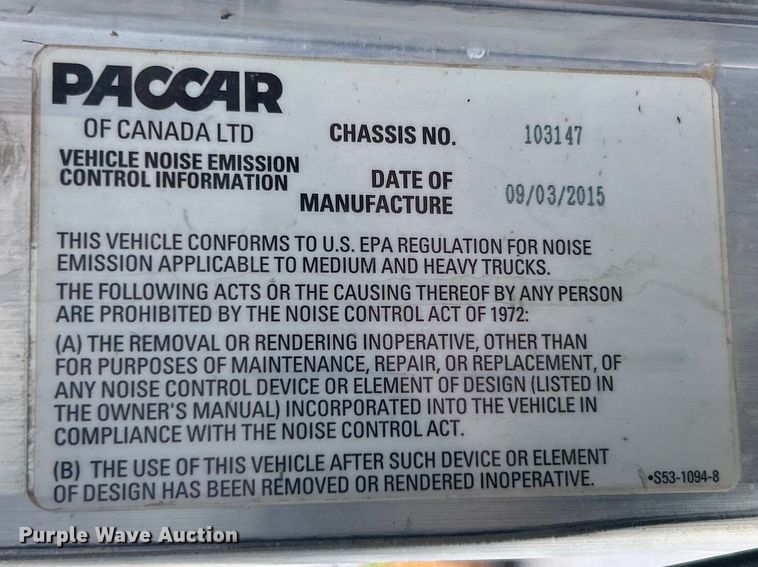 PACCAR
OF CANADA LTD
CHASSIS NO. 103147
VEHICLE NOISE EMISSION
CONTROL INFORMATION
DATE OF
MANUFACTURE 09/03/2015
THIS VEHICLE CONFORMS TO U.S. EPA REGULATION FOR NOISE
EMISSION APPLICABLE TO MEDIUM AND HEAVY TRUCKS.
THE FOLLOWING ACTS OR THE CAUSING THEREOF BY ANY PERSON
ARE PROHIBITED BY THE NOISE CONTROL ACT OF 1972:
(A) THE REMOVAL OR RENDERING INOPERATIVE, OTHER THAN
FOR PURPOSES OF MAINTENANCE, REPAIR, OR REPLACEMENT, OF
ANY NOISE CONTROL DEVICE OR ELEMENT OF DESIGN (LISTED IN
THE OWNER'S MANUAL) INCORPORATED INTO THE VEHICLE IN
COMPLIANCE WITH THE NOISE CONTROL ACT.
(B) THE USE OF THIS VEHICLE AFTER SUCH DEVICE OR ELEMENT
OF DESIGN HAS BEEN REMOVED OR RENDERED INOPERATIVE.
•S53-1094-8
Purple Wave Auction